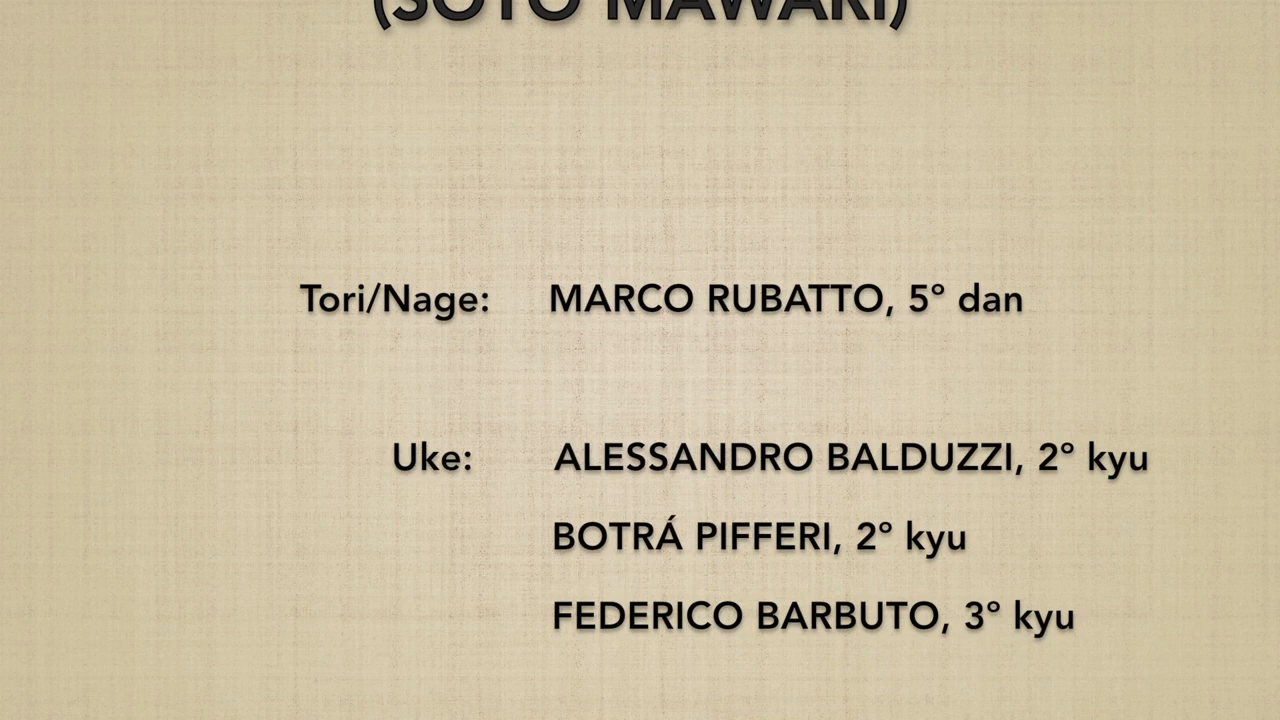 (SOTO MAWARI)
Tori/Nage: MARCO RUBATTO, 5° dan
Uke: ALESSANDRO BALDUZZI, 2° kyu
BOTRÁ PIFFERI, 2° kyu
FEDERICO BARBUTO, 3° kyu